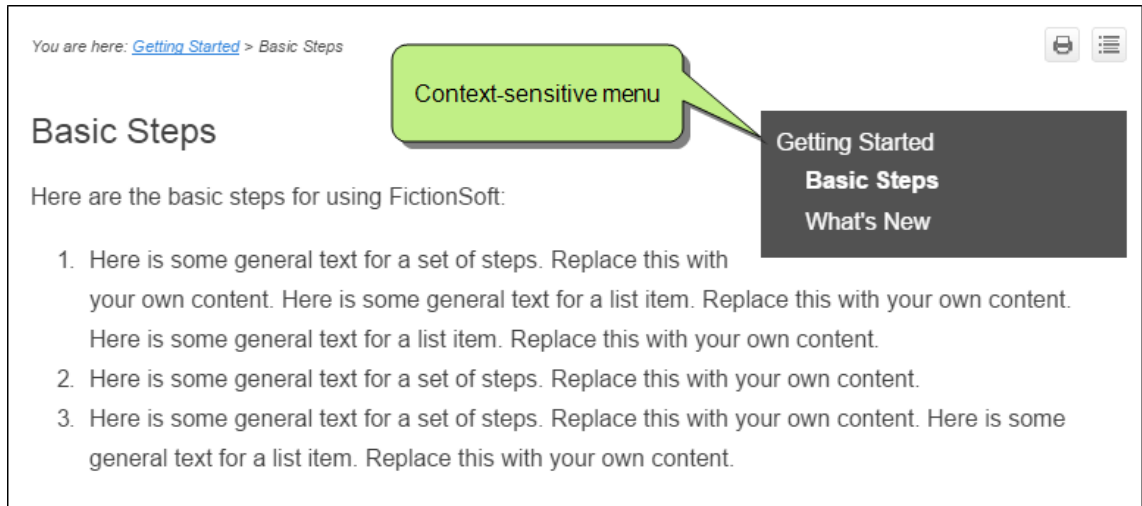 You are here: Getting Started > Basic Steps
Context-sensitive menu
Basic Steps
Getting Started
Basic Steps
What's New
Here are the basic steps for using FictionSoft:
1. Here is some general text for a set of steps. Replace this with
your own content. Here is some general text for a list item. Replace this with your own content.
Here is some general text for a list item. Replace this with your own content.
2. Here is some general text for a set of steps. Replace this with your own content.
3. Here is some general text for a set of steps. Replace this with your own content. Here is some
general text for a list item. Replace this with your own content.